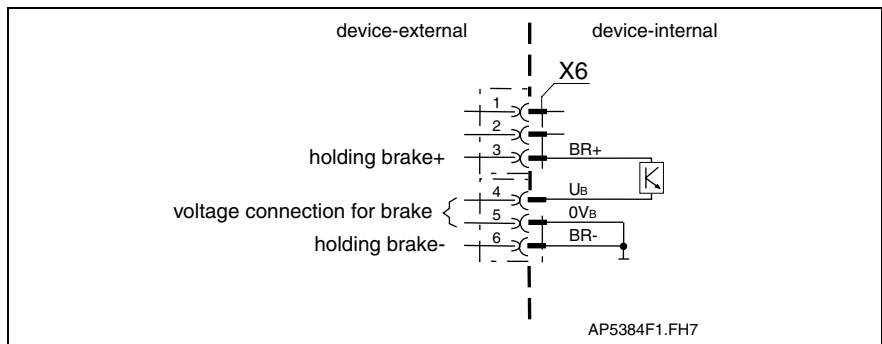 device-external device-internal
X6
1
2
holding brake+ 3 BR+
4 UB
voltage connection for brake
5 0VB
holding brake- 6 BR-
AP5384F1.FH7